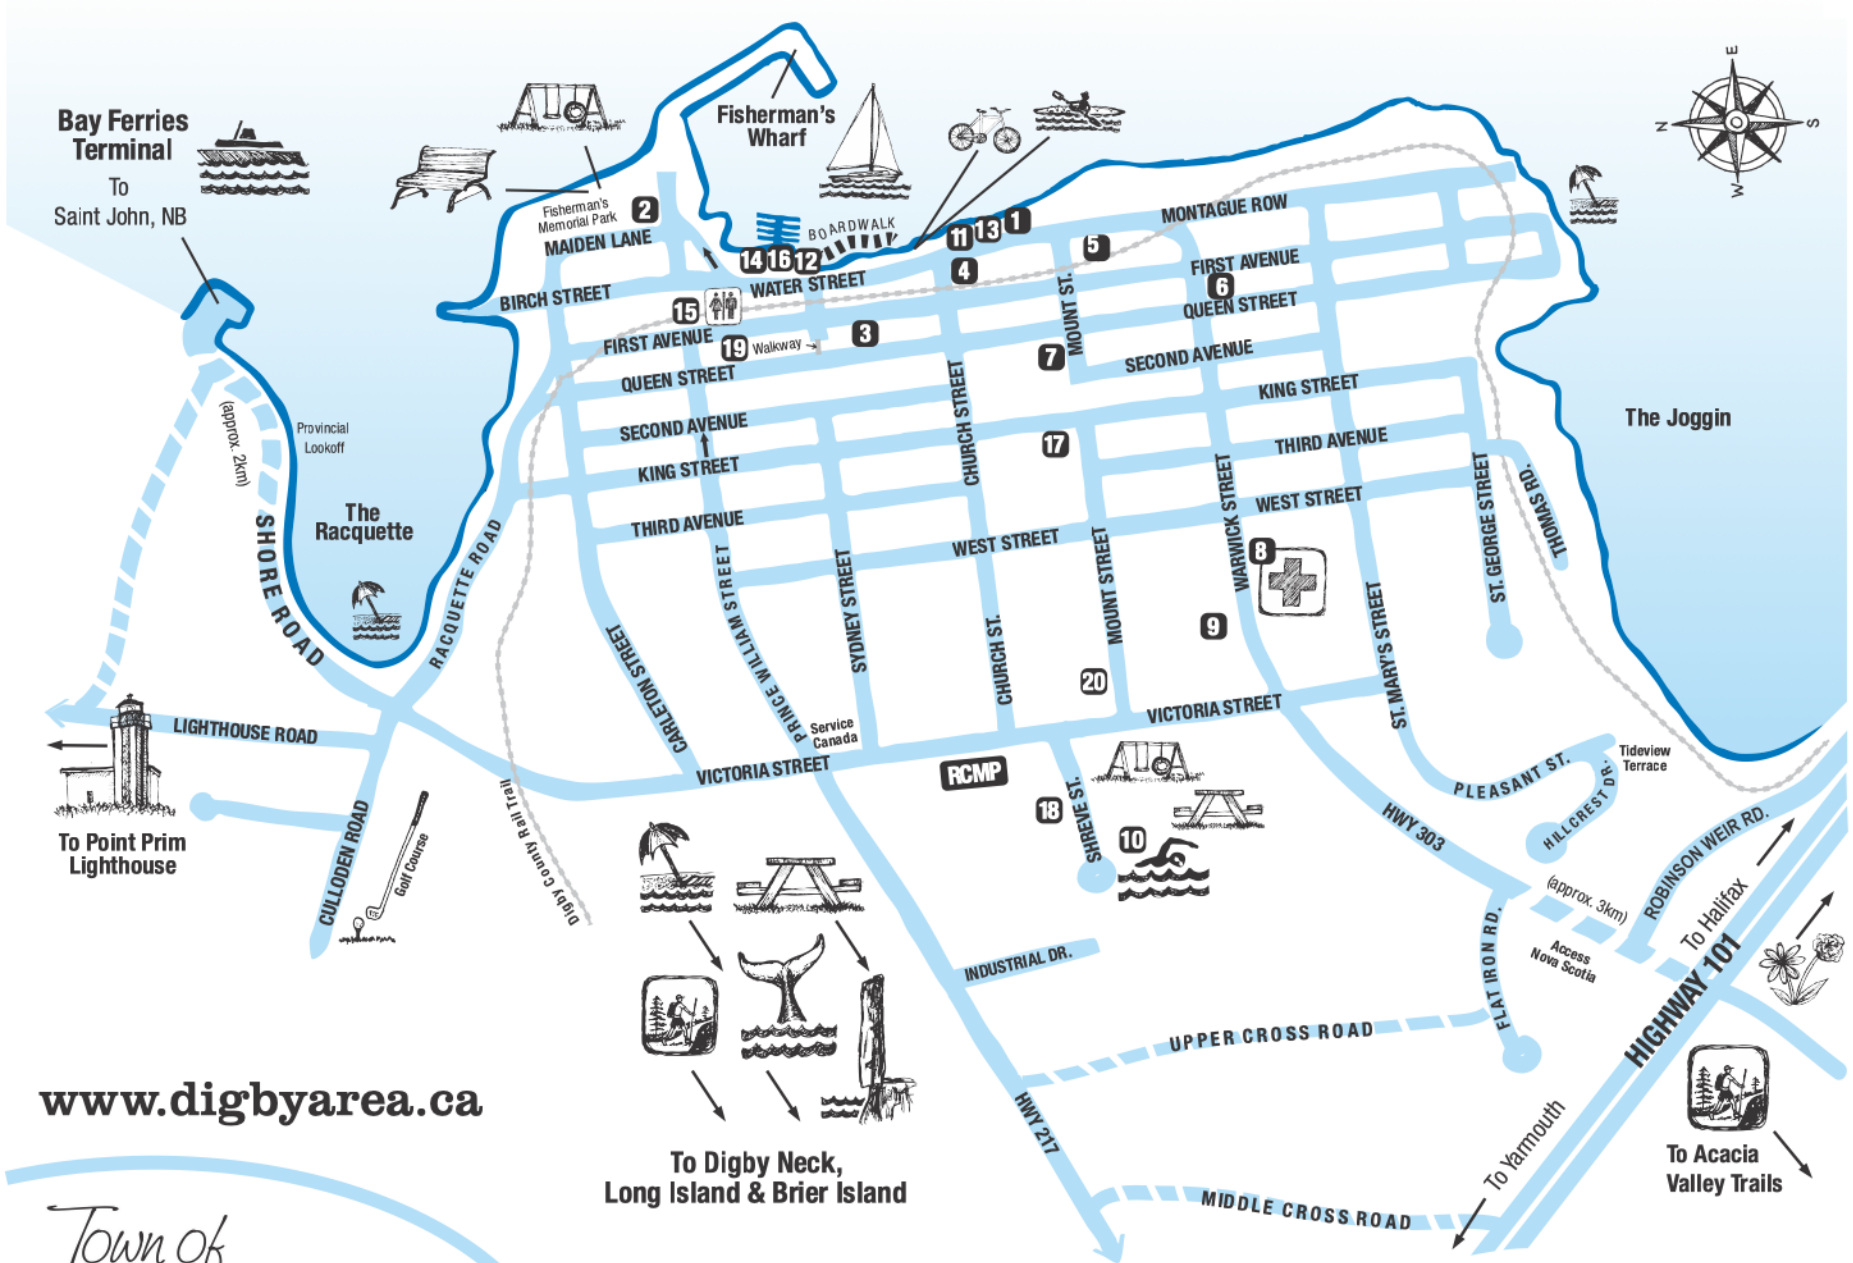 E
N
S
W
Bay Ferries
Terminal
To
Saint John, NB
Fisherman's
Wharf
Fisherman's
Memorial Park
2
MAIDEN LANE
BOARDWALK
11
13
1
MONTAGUE ROW
5
14
16
12
4
FIRST AVENUE
6
BIRCH STREET
WATER STREET
15
QUEEN STREET
FIRST AVENUE
19
Walkway
3
MOUNT ST.
7
SECOND AVENUE
QUEEN STREET
KING STREET
CHURCH STREET
(approx. 2km)
Provincial
Lookoff
SECOND AVENUE
17
THIRD AVENUE
The Joggin
KING STREET
WARWICK STREET
WEST STREET
ST. GEORGE STREET
THOMAS RD.
The
Racquette
THIRD AVENUE
WEST STREET
SHORE ROAD
RACQUETTE ROAD
PRINCE WILLIAM STREET
SYDNEY STREET
MOUNT STREET
8
9
ST. MARY'S STREET
CARLETON STREET
CHURCH ST.
20
VICTORIA STREET
LIGHTHOUSE ROAD
Service
Canada
VICTORIA STREET
RCMP
Tideview
Terrace
PLEASANT ST.
HILLCREST DR.
Digby County Rail Trail
SHREVE ST.
18
10
HWY 303
ROBINSON WEIR RD.
To Point Prim
Lighthouse
CULLODEN ROAD
Golf Course
(approx. 3km)
To Halifax
Access
Nova Scotia
FLAT IRON RD.
INDUSTRIAL DR.
HIGHWAY 101
UPPER CROSS ROAD
www.digbyarea.ca
HWY 217
To Yarmouth
To Acacia
Valley Trails
To Digby Neck,
Long Island & Brier Island
MIDDLE CROSS ROAD
Town of